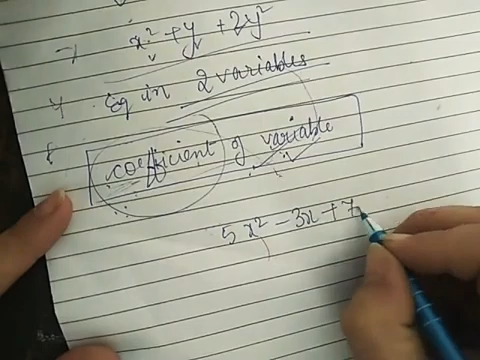 → x² + y + 2y²
Eq in 2 variables
coefficient of variable
5x² - 3x + 7